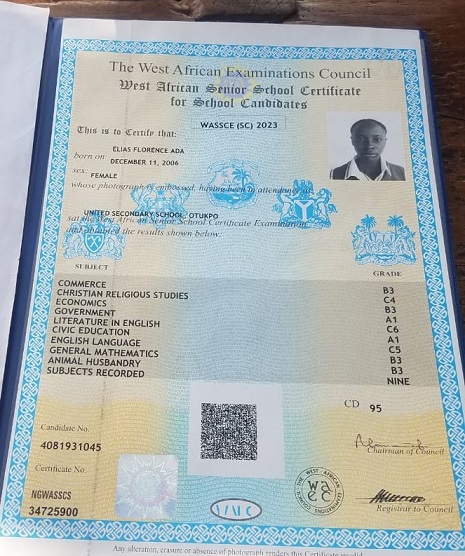 The West African Examinations Council
West African Senior School Certificate
for School Candidates
WASSCE (SC) 2023
This is to Certify that:
ELIAS FLORENCE ADA
born on
DECEMBER 11, 2006
sex: FEMALE
whose photograph is embossed, having been in attendance at
UNITED SECONDARY SCHOOL, OTUKPO
sat the West African Senior School Certificate Examination
and obtained the results shown below:
SUBJECT GRADE
COMMERCE B3
CHRISTIAN RELIGIOUS STUDIES C4
ECONOMICS B3
GOVERNMENT A1
LITERATURE IN ENGLISH C6
CIVIC EDUCATION A1
ENGLISH LANGUAGE C5
GENERAL MATHEMATICS B3
ANIMAL HUSBANDRY B3
SUBJECTS RECORDED NINE
CD 95
Candidate No.
4081931045
Chairman of Council
Certificate No
NGWASSCS
34725900
Registrar to Council
Any alteration, erasure or absence of photograph renders this Certificate invalid